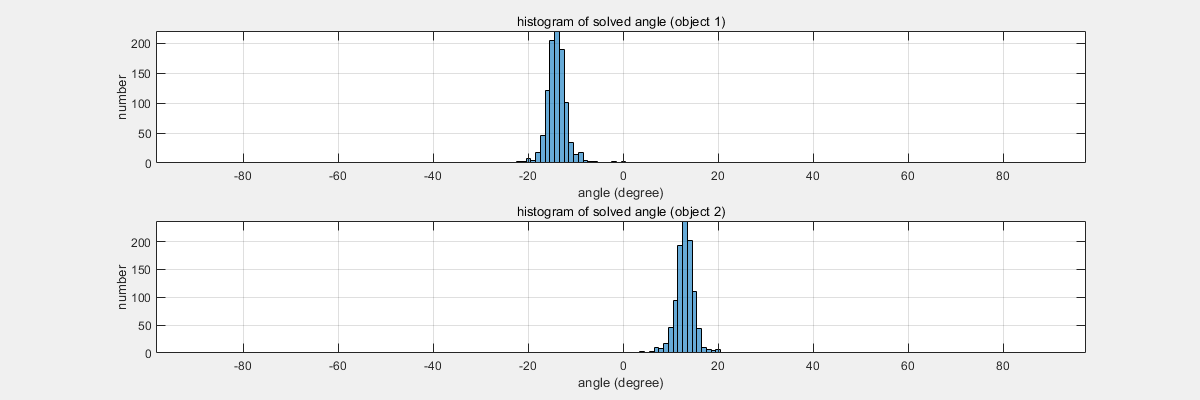 histogram of solved angle (object 1)
number
200
150
100
50
0
-80 -60 -40 -20 0 20 40 60 80
angle (degree)
histogram of solved angle (object 2)
number
200
150
100
50
0
-80 -60 -40 -20 0 20 40 60 80
angle (degree)